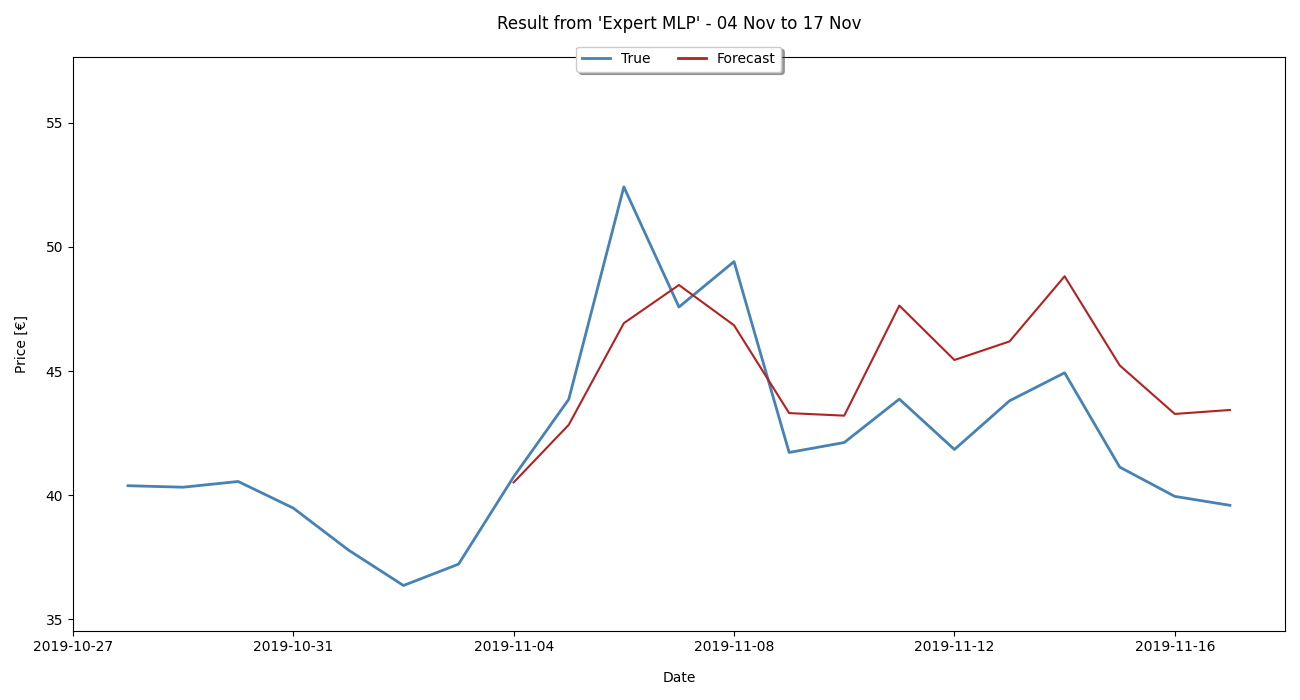 Result from 'Expert MLP' - 04 Nov to 17 Nov
True Forecast
55
50
45
40
35
Price [€]
2019-10-27 2019-10-31 2019-11-04 2019-11-08 2019-11-12 2019-11-16
Date